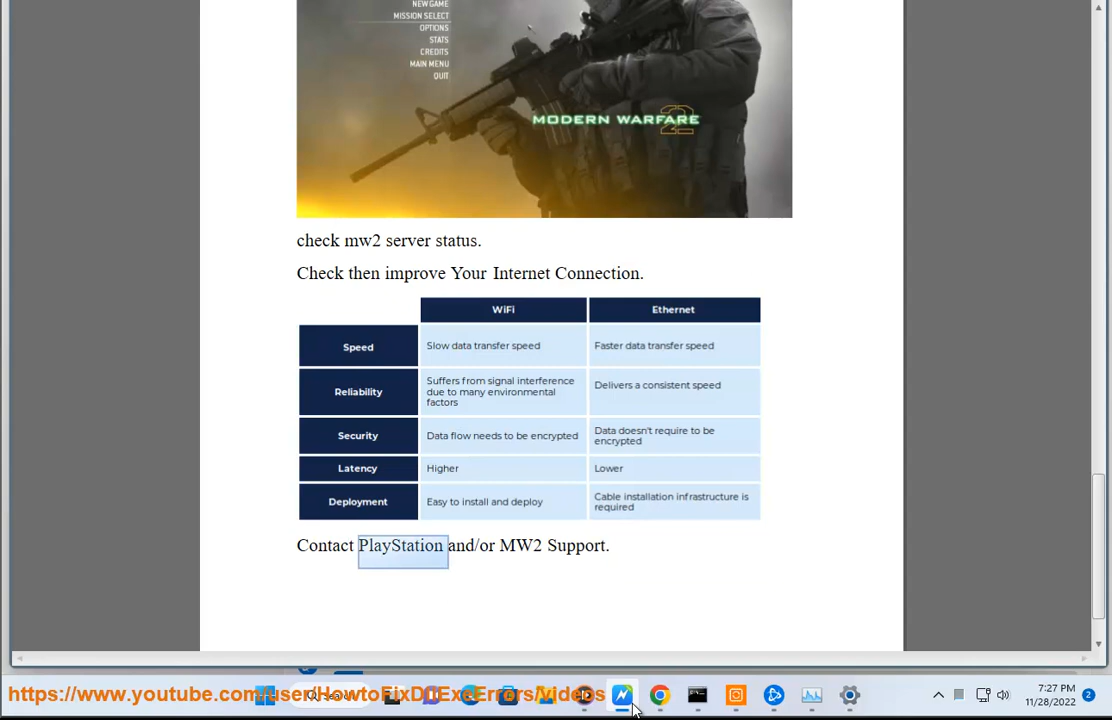 NEW GAME
MISSION SELECT
OPTIONS
STATS
CREDITS
MAIN MENU
QUIT
MODERN WARFARE 2
check mw2 server status.
Check then improve Your Internet Connection.
WiFi Ethernet
Speed Slow data transfer speed Faster data transfer speed
Reliability Suffers from signal interference due to many environmental factors Delivers a consistent speed
Security Data flow needs to be encrypted Data doesn't require to be encrypted
Latency Higher Lower
Deployment Easy to install and deploy Cable installation infrastructure is required
Contact PlayStation and/or MW2 Support.
https://www.youtube.com/user/HowtoFixDllExeErrors/videos
7:27 PM
11/28/2022
2